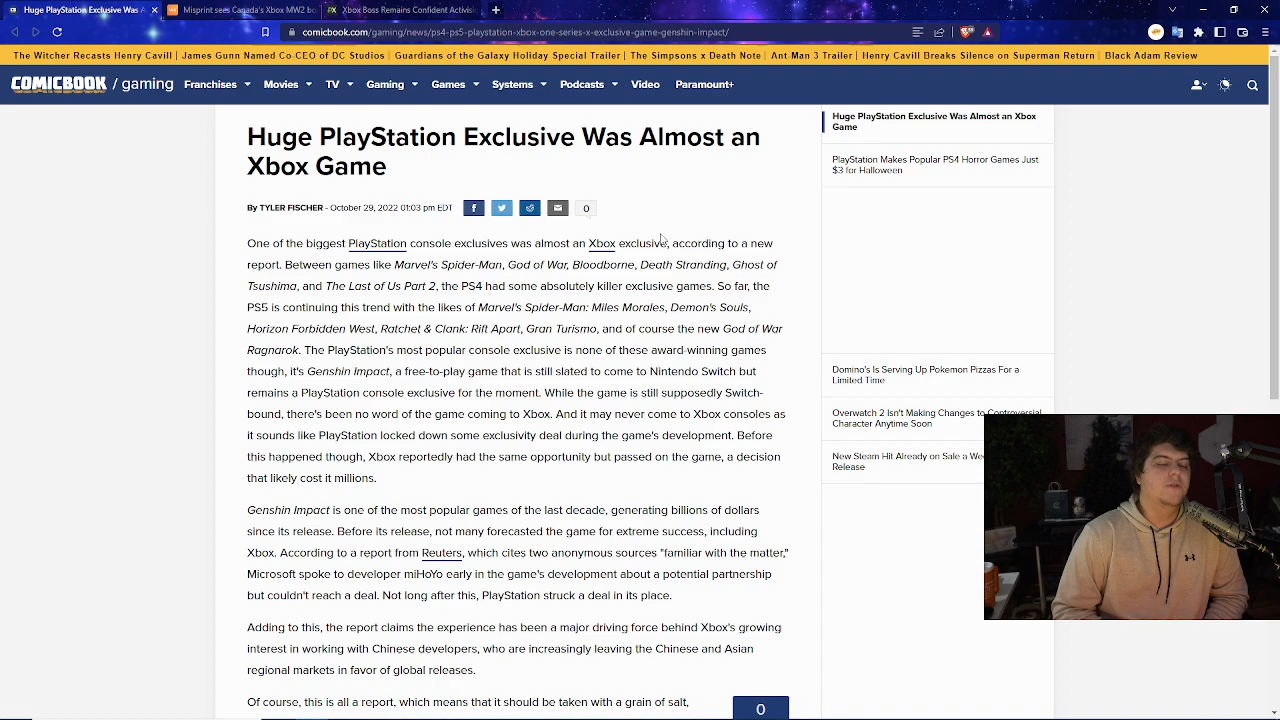 Huge PlayStation Exclusive Was A
Misprint sees Canada's Xbox MW2 bo
Xbox Boss Remains Confident Activis
comicbook.com/gaming/news/ps4-ps5-playstation-xbox-one-series-x-exclusive-game-genshin-impact/
The Witcher Recasts Henry Cavill | James Gunn Named Co-CEO of DC Studios | Guardians of the Galaxy Special Trailer | The Simpsons x Death Note | Ant Man 3 Trailer | Henry Cavill Breaks Silence on Superman Return | Black Adam Review
COMICBOOK / gaming Franchises Movies TV Gaming Games Systems Podcasts Video Paramount+
Huge PlayStation Exclusive Was Almost an
Xbox Game
By TYLER FISCHER - October 29, 2022 01:03 pm EDT
0
One of the biggest PlayStation console exclusives was almost an Xbox exclusive, according to a new
report. Between games like Marvel's Spider-Man, God of War, Bloodborne, Death Stranding, Ghost of
Tsushima, and The Last of Us Part 2, the PS4 had some absolutely killer exclusive games. So far, the
PS5 is continuing this trend with the likes of Marvel's Spider-Man: Miles Morales, Demon's Souls,
Horizon Forbidden West, Ratchet & Clank: Rift Apart, Gran Turismo, and of course the new God of War
Ragnarok. The PlayStation's most popular console exclusive is none of these award-winning games
though, it's Genshin Impact, a free-to-play game that is still slated to come to Nintendo Switch but
remains a PlayStation console exclusive for the moment. While the game is still supposedly Switch-
bound, there's been no word of the game coming to Xbox. And it may never come to Xbox consoles as
it sounds like PlayStation locked down some exclusivity deal during the game's development. Before
this happened though, Xbox reportedly had the same opportunity but passed on the game, a decision
that likely cost it millions.
Genshin Impact is one of the most popular games of the last decade, generating billions of dollars
since its release. Before its release, not many forecasted the game for extreme success, including
Xbox. According to a report from Reuters, which cites two anonymous sources "familiar with the matter,"
Microsoft spoke to developer miHoYo early in the game's development about a potential partnership
but couldn't reach a deal. Not long after this, PlayStation struck a deal in its place.
Adding to this, the report claims the experience has been a major driving force behind Xbox's growing
interest in working with Chinese developers, who are increasingly leaving the Chinese and Asian
regional markets in favor of global releases.
Of course, this is all a report, which means that it should be taken with a grain of salt,
0
Huge PlayStation Exclusive Was Almost an Xbox
Game
PlayStation Makes Popular PS4 Horror Games Just
$3 for Halloween
Domino's Is Serving Up Pokemon Pizzas For a
Limited Time
Overwatch 2 Isn't Making Changes to Controversial
Character Anytime Soon
New Steam Hit Already on Sale a We
Release